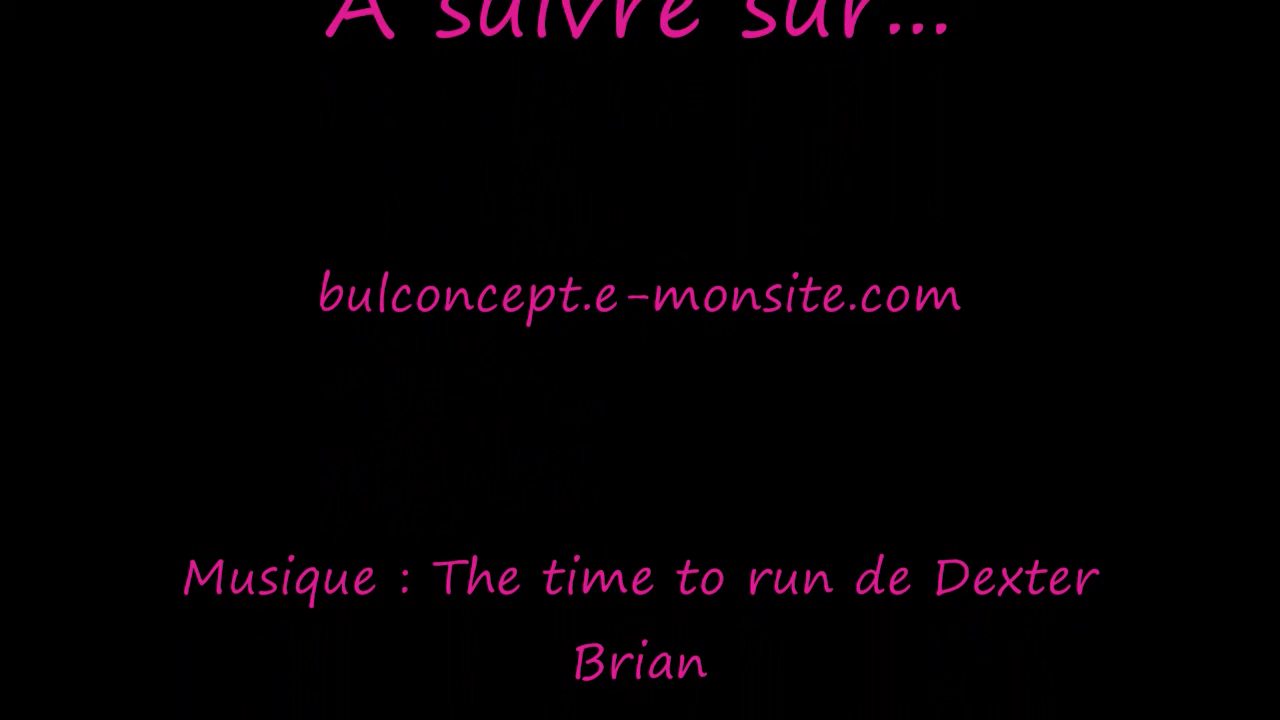 A suivre sur...
bulconcept.e-monsite.com
Musique : The time to run de Dexter
Brian